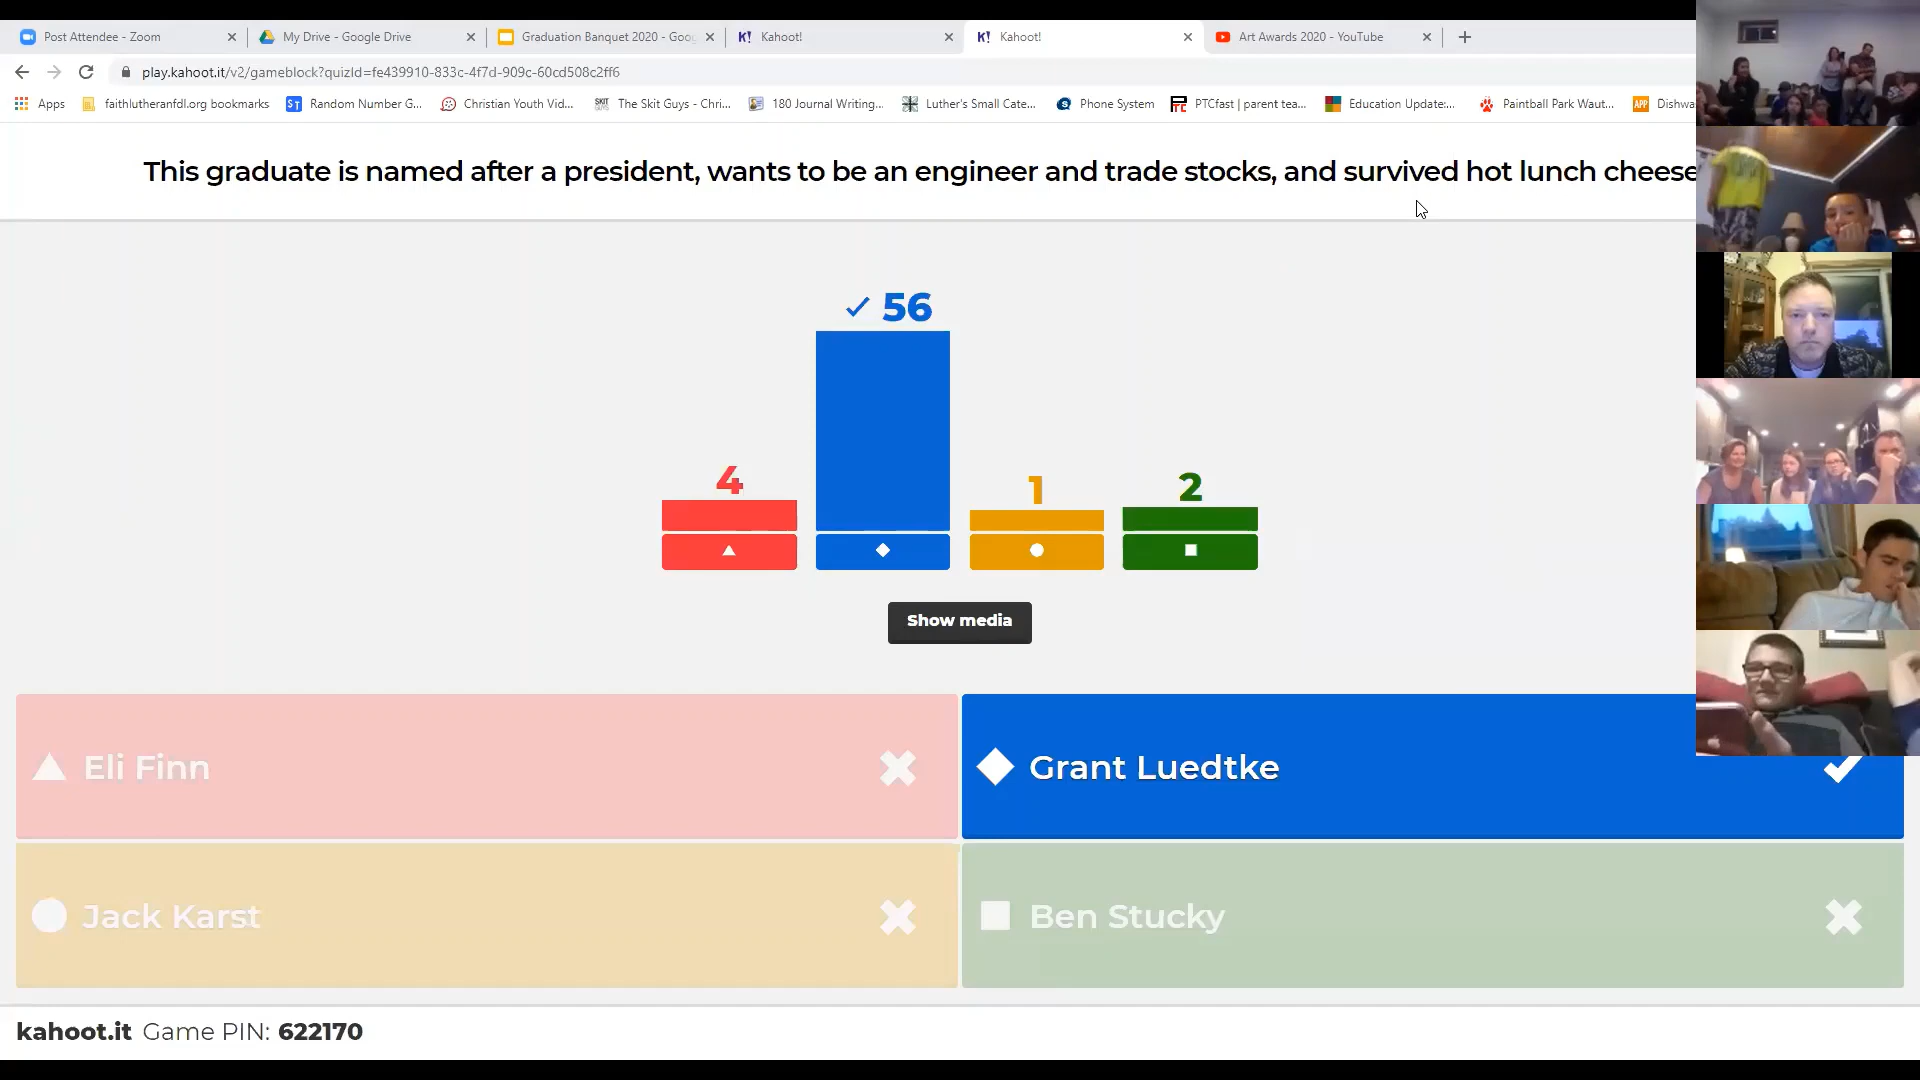 Post Attendee - Zoom
My Drive - Google Drive
Graduation Banquet 2020 - Goog
K! Kahoot!
K! Kahoot!
Art Awards 2020 - YouTube
play.kahoot.it/v2/gameblock?quizId=fe439910-833c-4f7d-909c-60cd508c2ff6
Apps faithlutheranfdl.org bookmarks ST Random Number G... Christian Youth Vid... The Skit Guys - Chri... 180 Journal Writing... Luther's Small Cate... Phone System PTCfast | parent tea... Education Update:... Paintball Park Waut... APP Dishwa
This graduate is named after a president, wants to be an engineer and trade stocks, and survived hot lunch cheese
56
4
1
2
Show media
Eli Finn
Grant Luedtke
Jack Karst
Ben Stucky
kahoot.it Game PIN: 622170